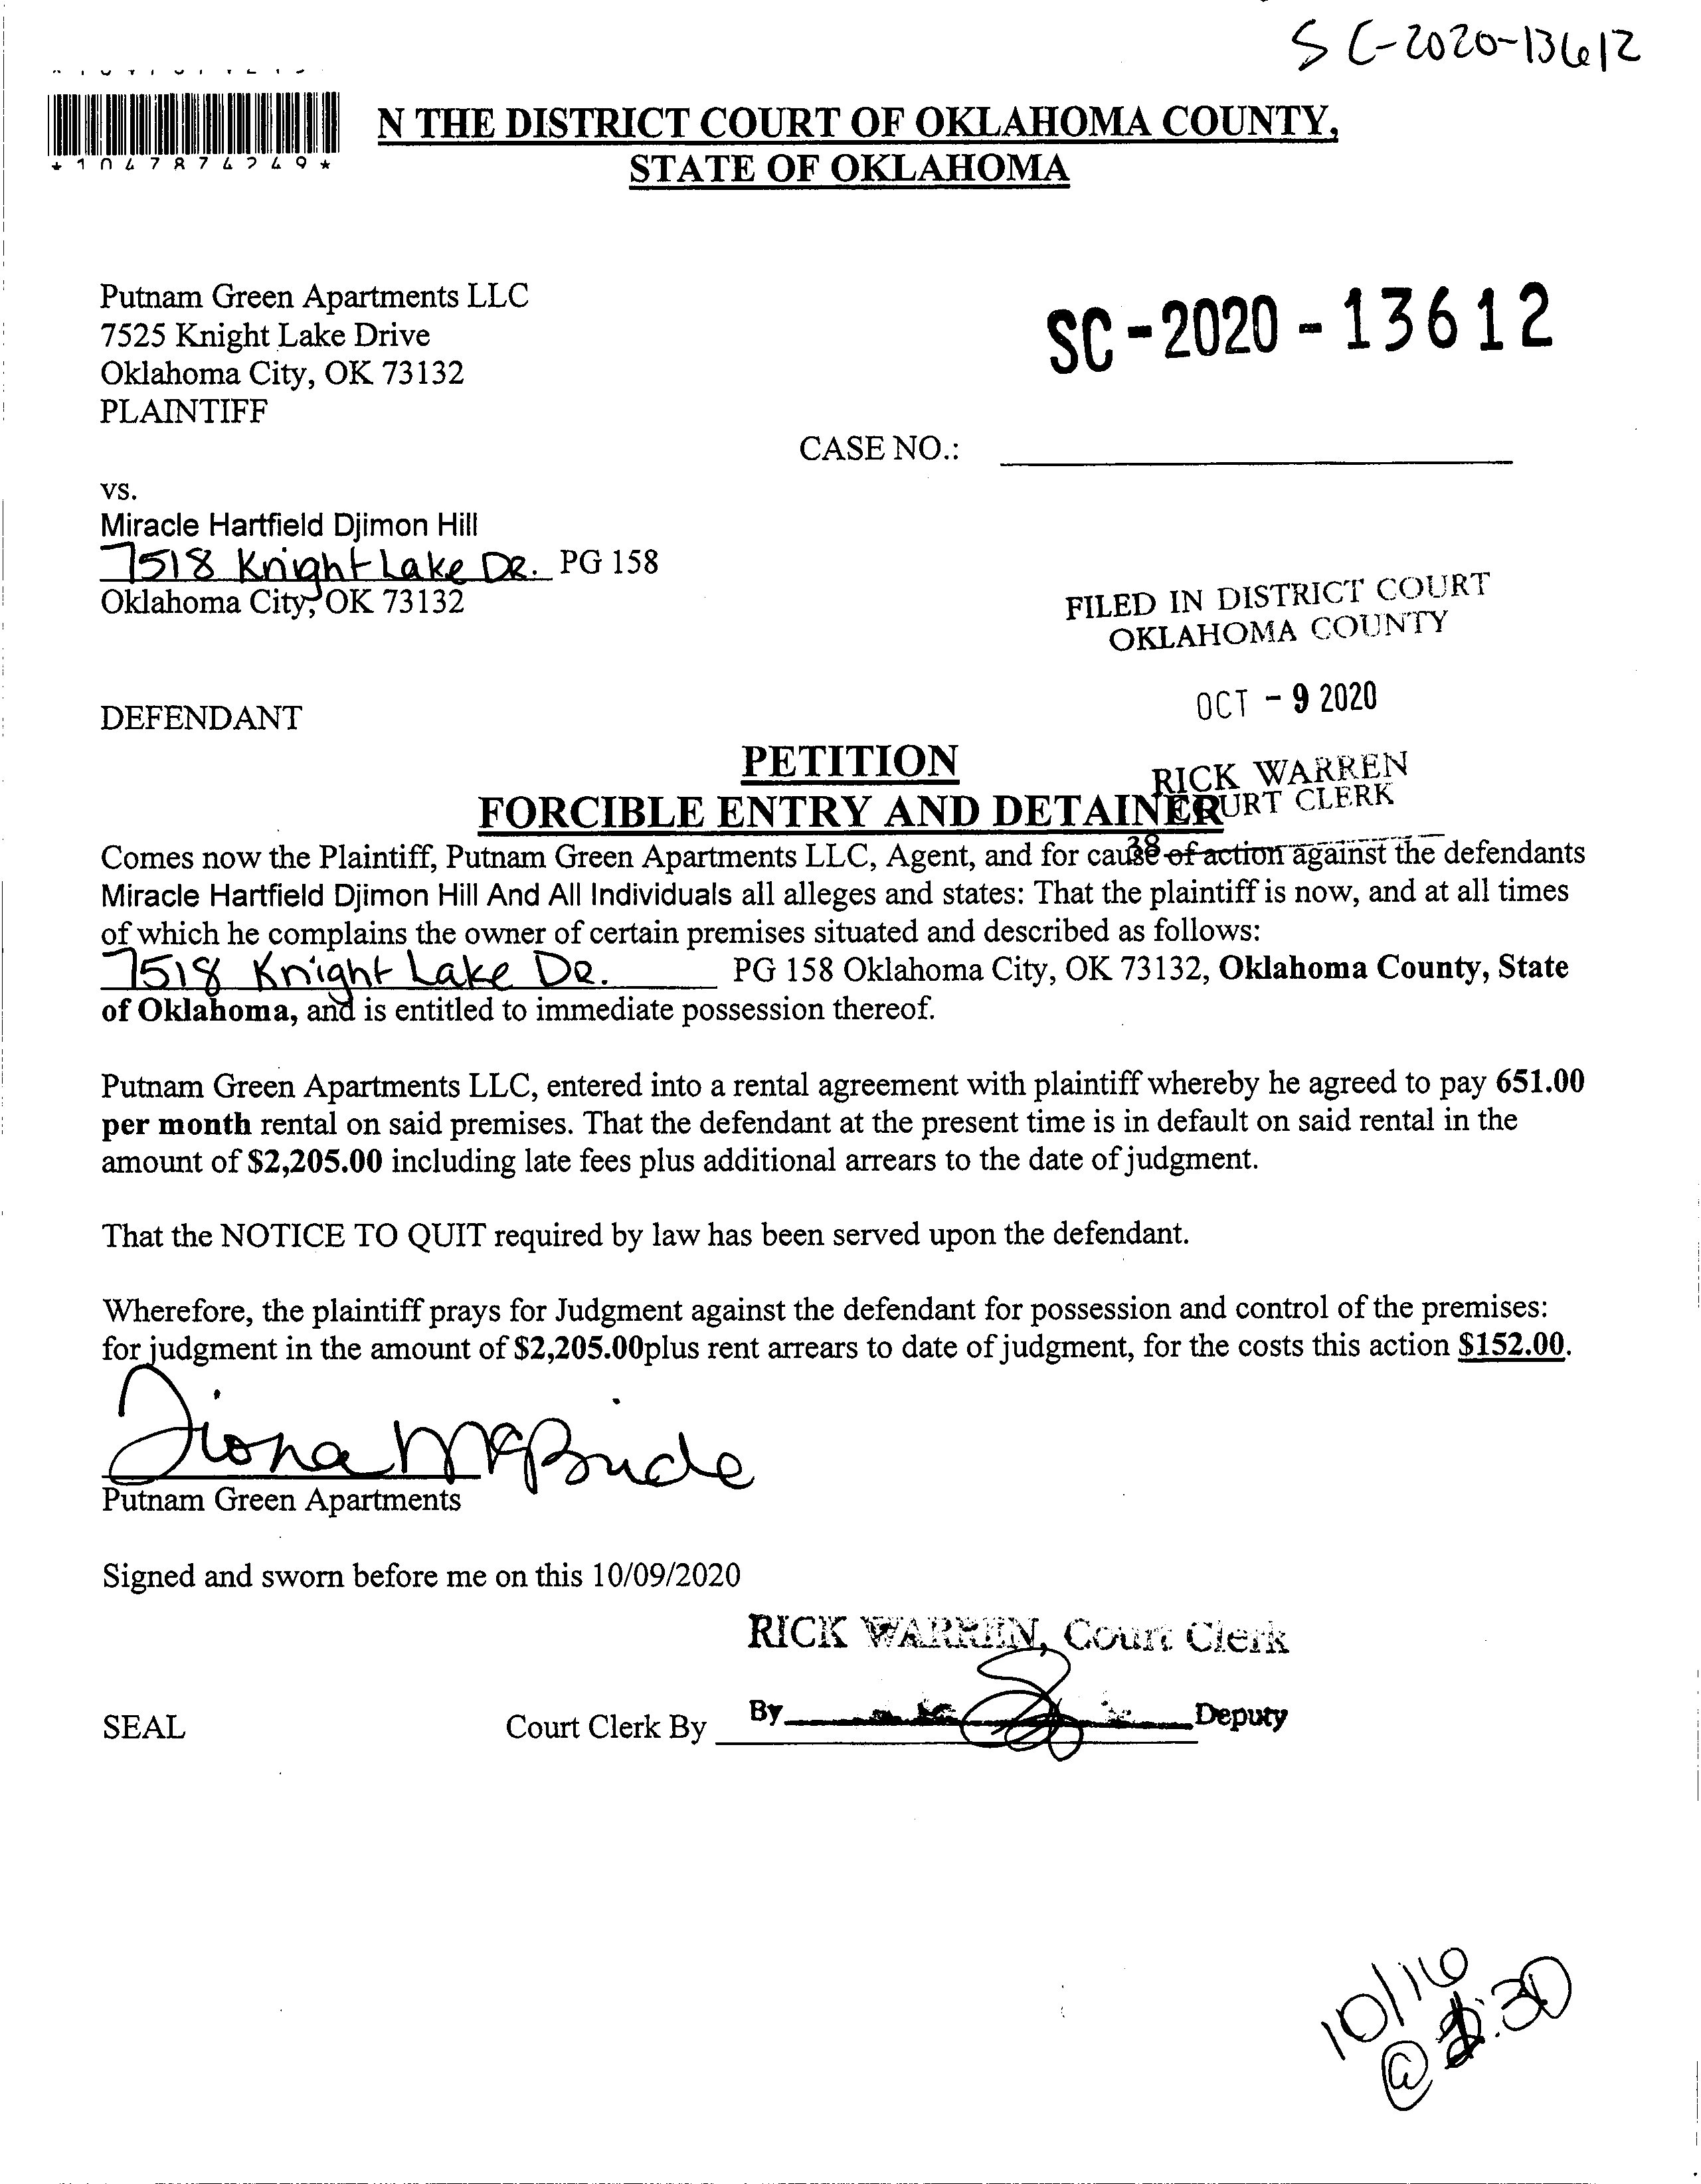 SC-2020-13612
N THE DISTRICT COURT OF OKLAHOMA COUNTY,
*1047874249*
STATE OF OKLAHOMA
Putnam Green Apartments LLC
7525 Knight Lake Drive
Oklahoma City, OK 73132
PLAINTIFF
SC-2020-13612
CASE NO.:
vs.
Miracle Hartfield Djimon Hill
7518 Knight Lake DR. PG 158
Oklahoma City, OK 73132
FILED IN DISTRICT COURT
OKLAHOMA COUNTY
OCT - 9 2020
DEFENDANT
PETITION
RICK WARREN
COURT CLERK
FORCIBLE ENTRY AND DETAINER
38
Comes now the Plaintiff, Putnam Green Apartments LLC, Agent, and for cause of action against the defendants
Miracle Hartfield Djimon Hill And All Individuals all alleges and states: That the plaintiff is now, and at all times
of which he complains the owner of certain premises situated and described as follows:
7518 Knight Lake DR. PG 158 Oklahoma City, OK 73132, Oklahoma County, State
of Oklahoma, and is entitled to immediate possession thereof.
Putnam Green Apartments LLC, entered into a rental agreement with plaintiff whereby he agreed to pay 651.00
per month rental on said premises. That the defendant at the present time is in default on said rental in the
amount of $2,205.00 including late fees plus additional arrears to the date of judgment.
That the NOTICE TO QUIT required by law has been served upon the defendant.
Wherefore, the plaintiff prays for Judgment against the defendant for possession and control of the premises:
for judgment in the amount of $2,205.00plus rent arrears to date of judgment, for the costs this action $152.00.
Fiona McBride
Putnam Green Apartments
Signed and sworn before me on this 10/09/2020
RICK WARREN, Court Clerk
SEAL Court Clerk By By Deputy
10/16
@ :30